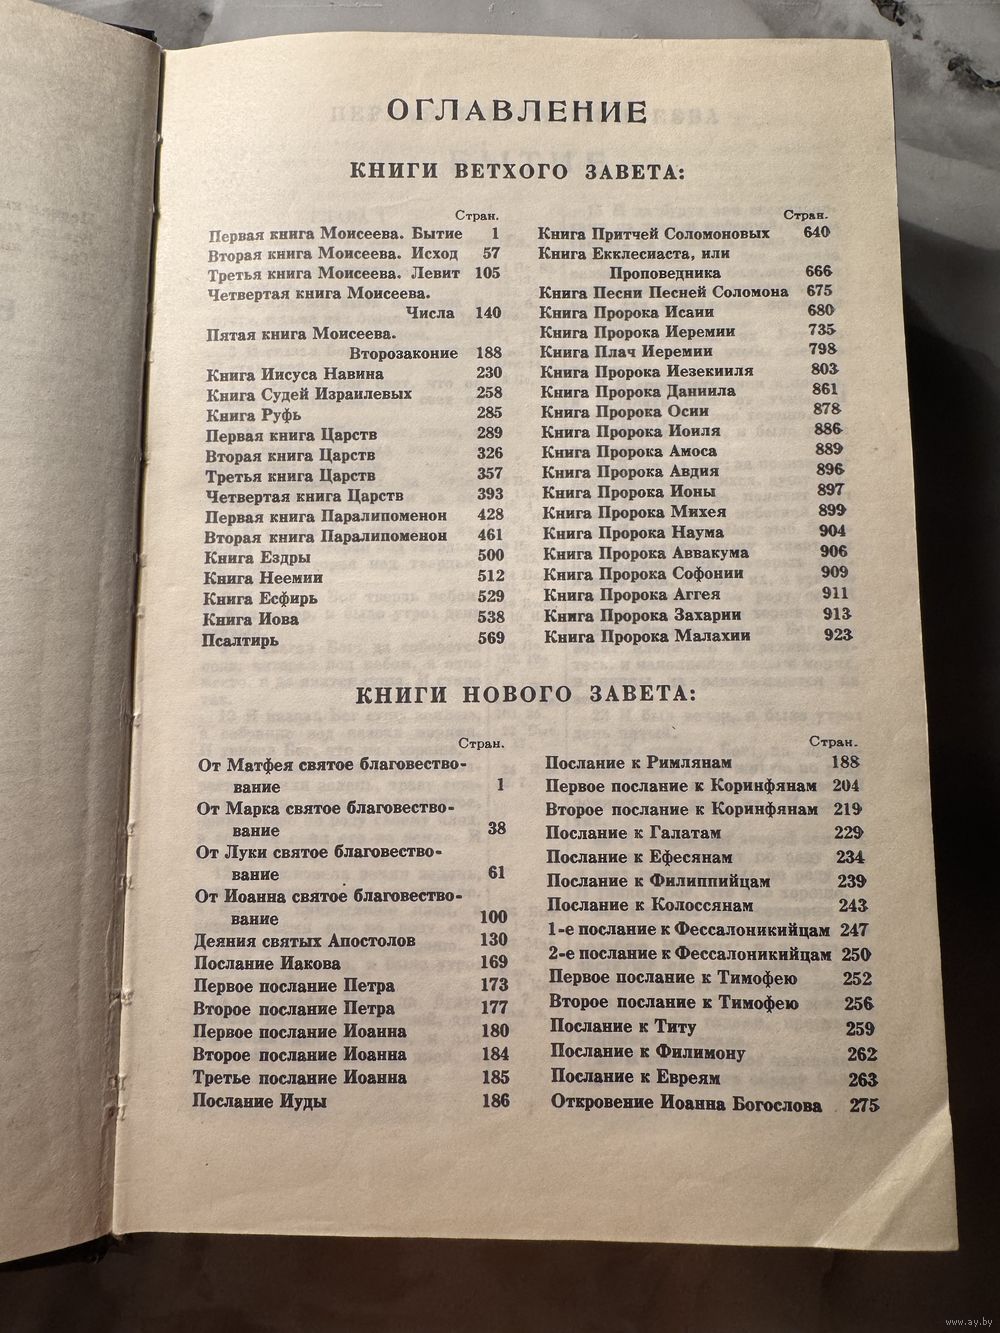 ОГЛАВЛЕНИЕ
КНИГИ ВЕТХОГО ЗАВЕТА:
Стран.
Первая книга Моисеева. Бытие 1
Вторая книга Моисеева. Исход 57
Третья книга Моисеева. Левит 105
Четвертая книга Моисеева.
Числа 140
Пятая книга Моисеева.
Второзаконие 188
Книга Иисуса Навина 230
Книга Судей Израилевых 258
Книга Руфь 285
Первая книга Царств 289
Вторая книга Царств 326
Третья книга Царств 357
Четвертая книга Царств 393
Первая книга Паралипоменон 428
Вторая книга Паралипоменон 461
Книга Ездры 500
Книга Неемии 512
Книга Есфирь 529
Книга Иова 538
Псалтирь 569
Стран.
Книга Притчей Соломоновых 640
Книга Екклесиаста, или
Проповедника 666
Книга Песни Песней Соломона 675
Книга Пророка Исаии 680
Книга Пророка Иеремии 735
Книга Плач Иеремии 798
Книга Пророка Иезекииля 803
Книга Пророка Даниила 861
Книга Пророка Осии 878
Книга Пророка Иоиля 886
Книга Пророка Амоса 889
Книга Пророка Авдия 896
Книга Пророка Ионы 897
Книга Пророка Михея 899
Книга Пророка Наума 904
Книга Пророка Аввакума 906
Книга Пророка Софонии 909
Книга Пророка Аггея 911
Книга Пророка Захарии 913
Книга Пророка Малахии 923
КНИГИ НОВОГО ЗАВЕТА:
Стран.
От Матфея святое благовество-
вание 1
От Марка святое благовество-
вание 38
От Луки святое благовество-
вание 61
От Иоанна святое благовество-
вание 100
Деяния святых Апостолов 130
Послание Иакова 169
Первое послание Петра 173
Второе послание Петра 177
Первое послание Иоанна 180
Второе послание Иоанна 184
Третье послание Иоанна 185
Послание Иуды 186
Стран.
Послание к Римлянам 188
Первое послание к Коринфянам 204
Второе послание к Коринфянам 219
Послание к Галатам 229
Послание к Ефесянам 234
Послание к Филиппийцам 239
Послание к Колоссянам 243
1-е послание к Фессалоникийцам 247
2-е послание к Фессалоникийцам 250
Первое послание к Тимофею 252
Второе послание к Тимофею 256
Послание к Титу 259
Послание к Филимону 262
Послание к Евреям 263
Откровение Иоанна Богослова 275
www.ay.by